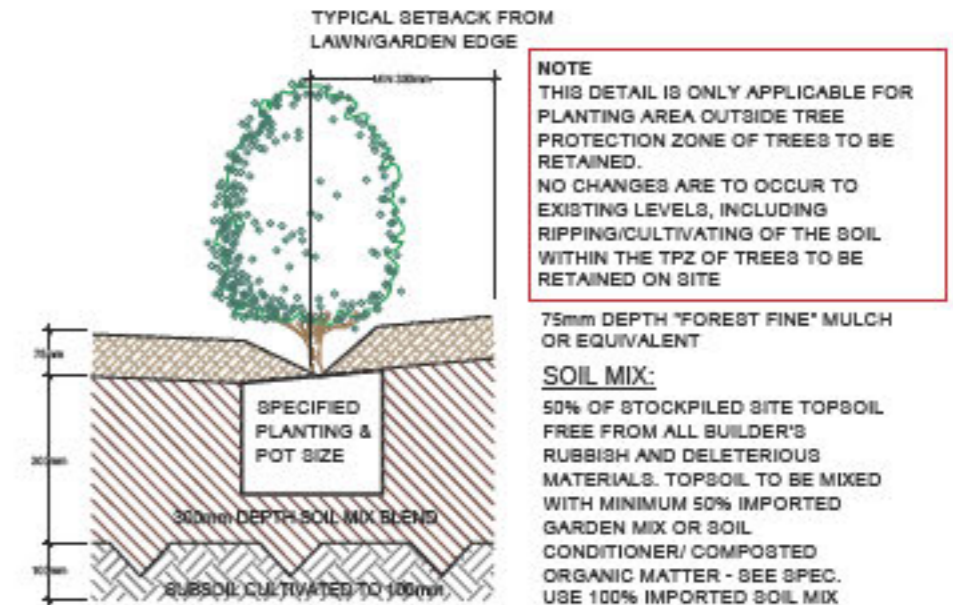 TYPICAL SETBACK FROM
LAWN/GARDEN EDGE
MIN 300mm
NOTE
THIS DETAIL IS ONLY APPLICABLE FOR
PLANTING AREA OUTSIDE TREE
PROTECTION ZONE OF TREES TO BE
RETAINED.
NO CHANGES ARE TO OCCUR TO
EXISTING LEVELS, INCLUDING
RIPPING/CULTIVATING OF THE SOIL
WITHIN THE TPZ OF TREES TO BE
RETAINED ON SITE
75mm DEPTH "FOREST FINE" MULCH
OR EQUIVALENT
75mm
SOIL MIX:
50% OF STOCKPILED SITE TOPSOIL
FREE FROM ALL BUILDER'S
RUBBISH AND DELETERIOUS
MATERIALS. TOPSOIL TO BE MIXED
WITH MINIMUM 50% IMPORTED
GARDEN MIX OR SOIL
CONDITIONER/ COMPOSTED
ORGANIC MATTER - SEE SPEC.
USE 100% IMPORTED SOIL MIX
SPECIFIED
PLANTING &
POT SIZE
300mm DEPTH SOIL MIX BLEND
100mm
SUBSOIL CULTIVATED TO 100mm